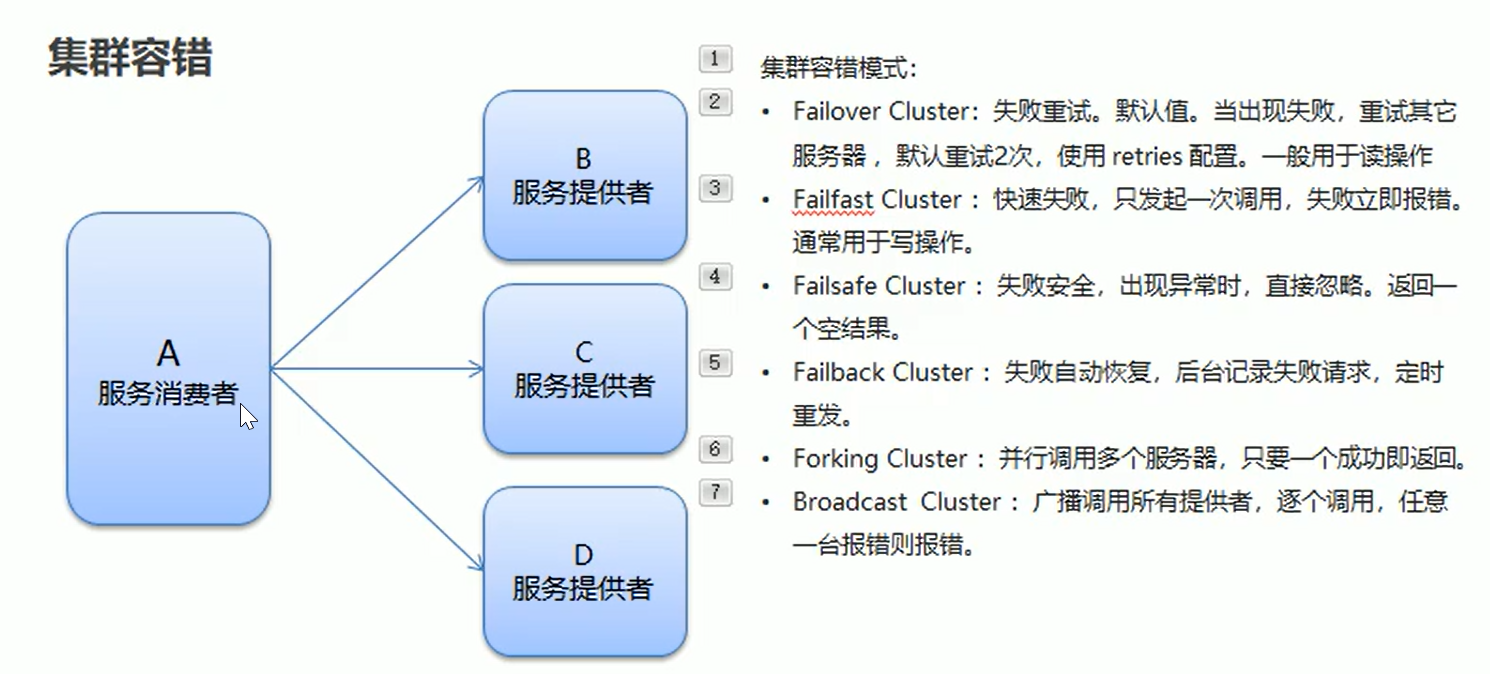 集群容错
A
服务消费者
B
服务提供者
C
服务提供者
D
服务提供者
1
2
3
4
5
6
7
集群容错模式：
• Failover Cluster：失败重试。默认值。当出现失败，重试其它
服务器 ，默认重试2次，使用 retries 配置。一般用于读操作
• Failfast Cluster ：快速失败，只发起一次调用，失败立即报错。
通常用于写操作。
• Failsafe Cluster ：失败安全，出现异常时，直接忽略。返回一
个空结果。
• Failback Cluster ：失败自动恢复，后台记录失败请求，定时
重发。
• Forking Cluster ：并行调用多个服务器，只要一个成功即返回。
• Broadcast Cluster ：广播调用所有提供者，逐个调用，任意
一台报错则报错。